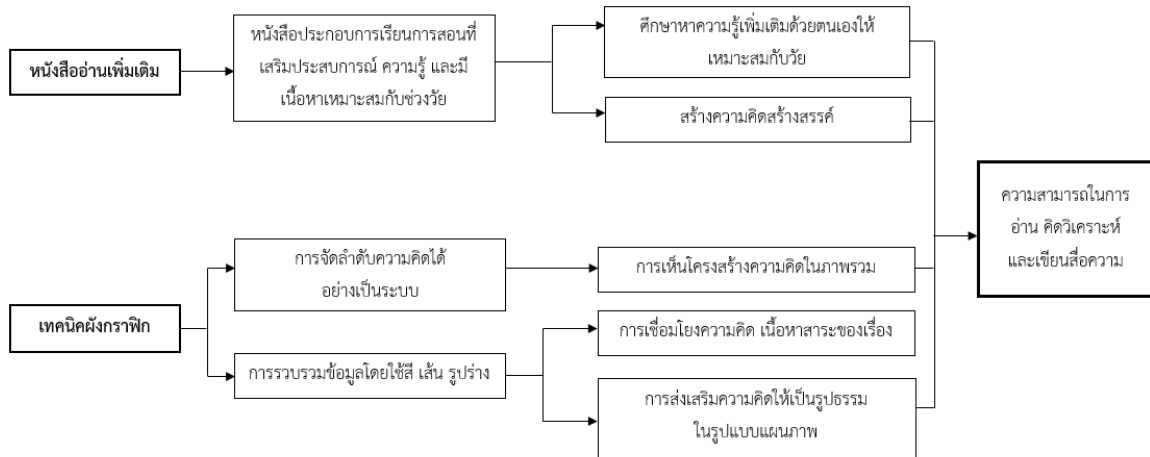 หนังสืออ่านเพิ่มเติม
หนังสือประกอบการเรียนการสอนที่
เสริมประสบการณ์ ความรู้ และมี
เนื้อหาเหมาะสมกับช่วงวัย
ศึกษาหาความรู้เพิ่มเติมด้วยตนเองให้
เหมาะสมกับวัย
สร้างความคิดสร้างสรรค์
เทคนิคผังกราฟิก
การจัดลำดับความคิดได้
อย่างเป็นระบบ
การเห็นโครงสร้างความคิดในภาพรวม
การรวบรวมข้อมูลโดยใช้สี เส้น รูปร่าง
การเชื่อมโยงความคิด เนื้อหาสาระของเรื่อง
การส่งเสริมความคิดให้เป็นรูปธรรม
ในรูปแบบแผนภาพ
ความสามารถในการ
อ่าน คิดวิเคราะห์
และเขียนสื่อความ